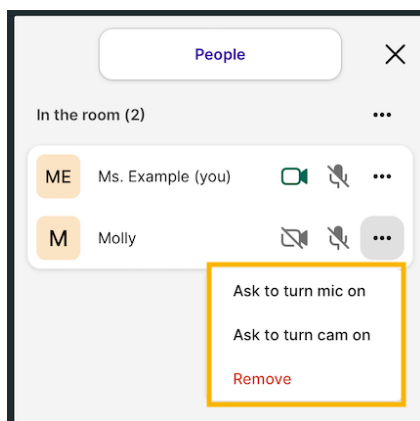 People
In the room (2)
ME Ms. Example (you)
M Molly
Ask to turn mic on
Ask to turn cam on
Remove